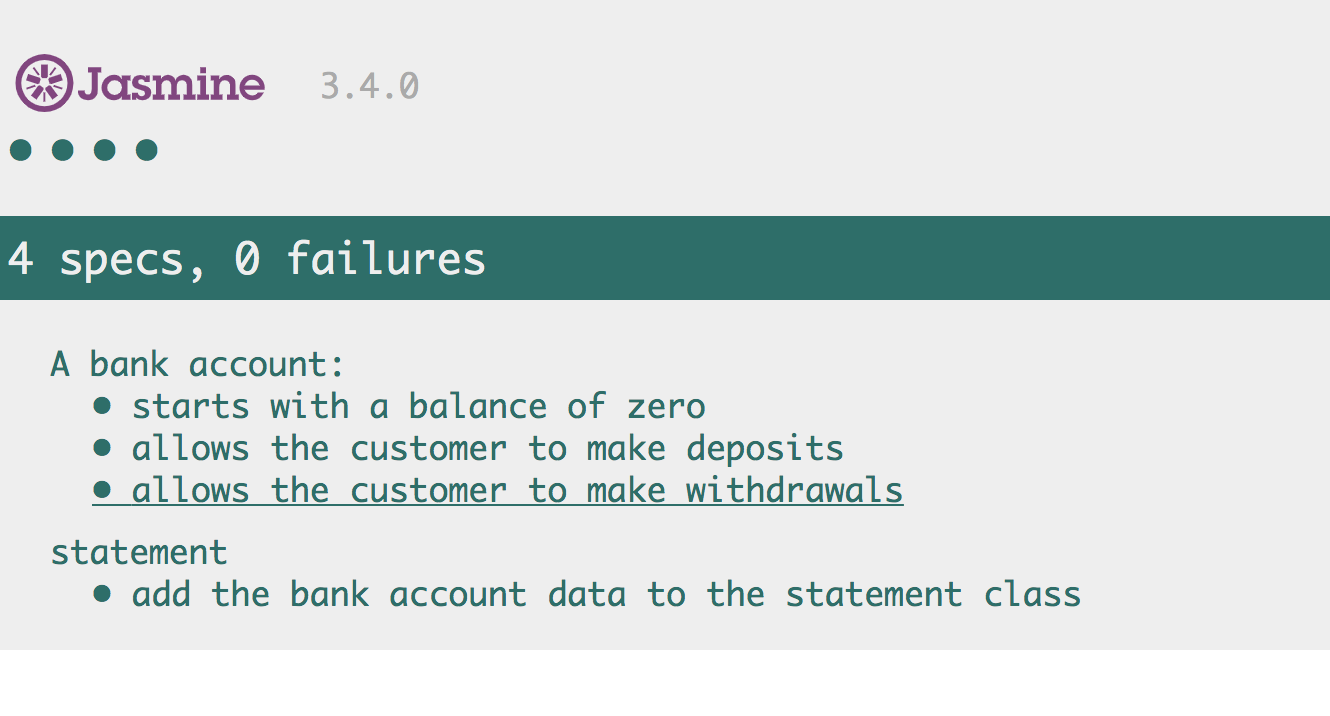 Jasmine 3.4.0
• • • •
4 specs, 0 failures
A bank account:
• starts with a balance of zero
• allows the customer to make deposits
• allows the customer to make withdrawals
statement
• add the bank account data to the statement class